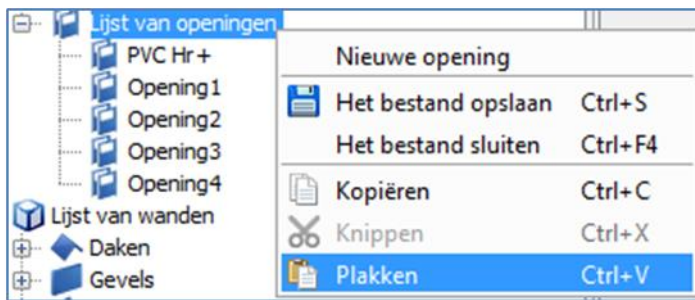 Lijst van openingen
PVC Hr+
Opening1
Opening2
Opening3
Opening4
Lijst van wanden
Daken
Gevels
Nieuwe opening
Het bestand opslaan Ctrl+S
Het bestand sluiten Ctrl+F4
Kopiëren Ctrl+C
Knippen Ctrl+X
Plakken Ctrl+V